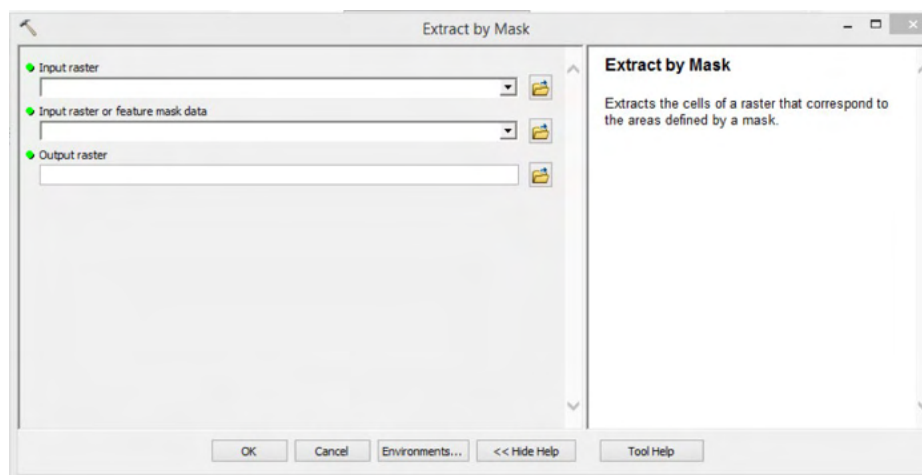 Extract by Mask
Input raster
Input raster or feature mask data
Output raster
Extract by Mask
Extracts the cells of a raster that correspond to
the areas defined by a mask.
OK
Cancel
Environments...
<< Hide Help
Tool Help